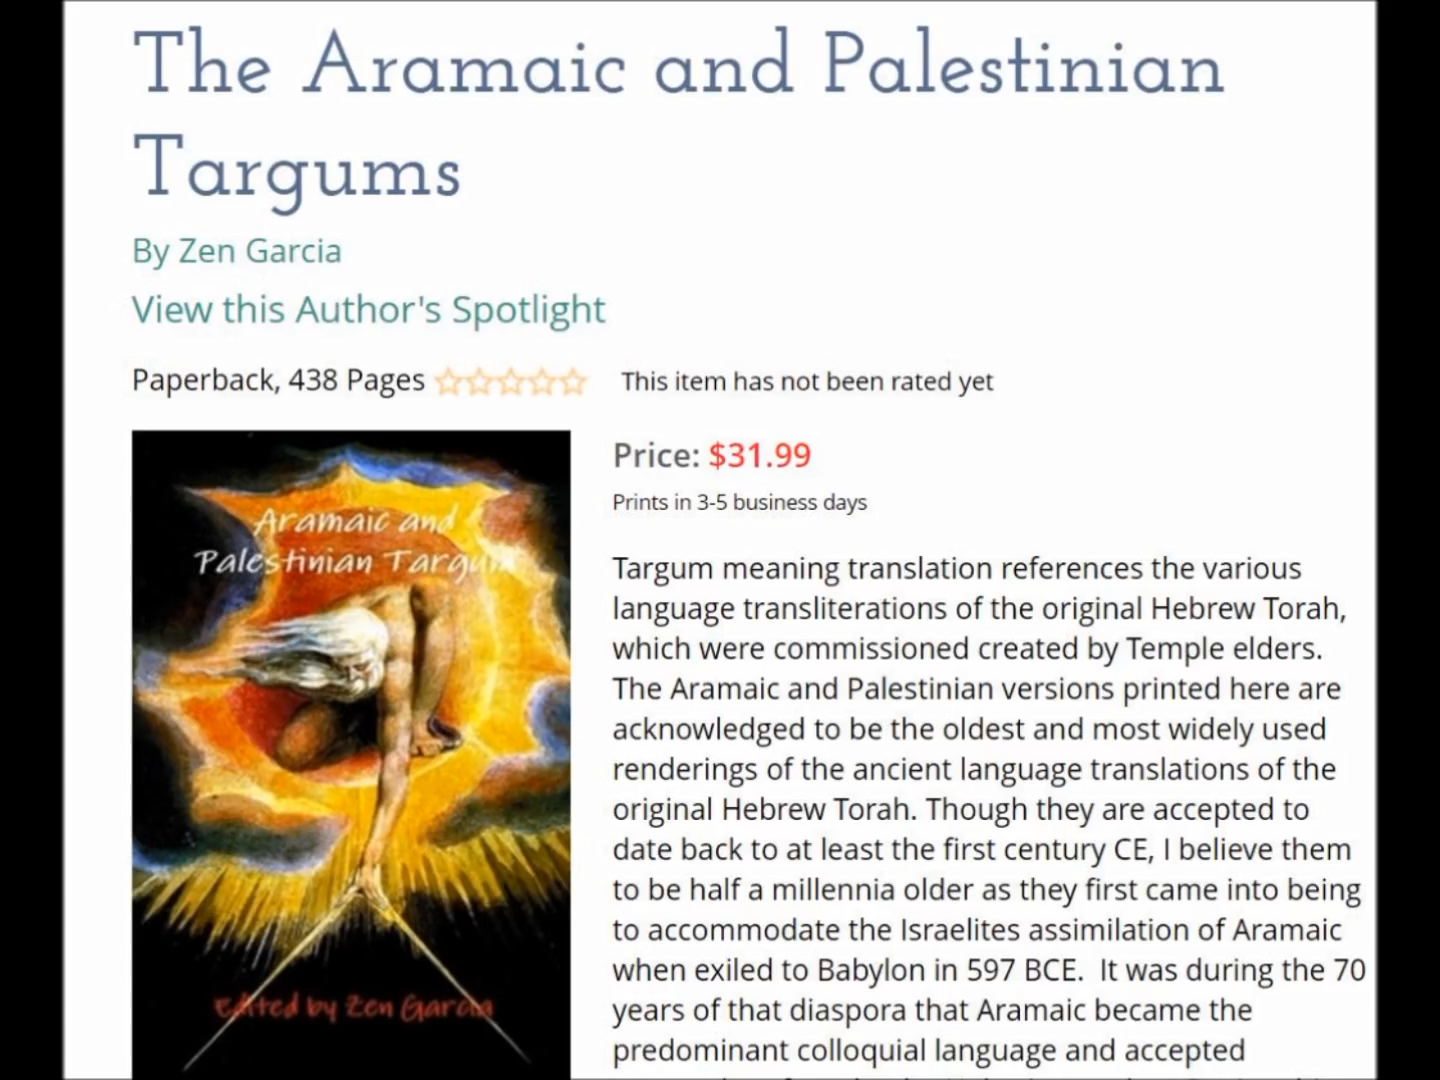 The Aramaic and Palestinian
Targums
By Zen Garcia
View this Author's Spotlight
Paperback, 438 Pages
This item has not been rated yet
Aramaic and
Palestinian Targum
Edited by Zen Garcia
Price: $31.99
Prints in 3-5 business days
Targum meaning translation references the various
language transliterations of the original Hebrew Torah,
which were commissioned created by Temple elders.
The Aramaic and Palestinian versions printed here are
acknowledged to be the oldest and most widely used
renderings of the ancient language translations of the
original Hebrew Torah. Though they are accepted to
date back to at least the first century CE, I believe them
to be half a millennia older as they first came into being
to accommodate the Israelites assimilation of Aramaic
when exiled to Babylon in 597 BCE.  It was during the 70
years of that diaspora that Aramaic became the
predominant colloquial language and accepted